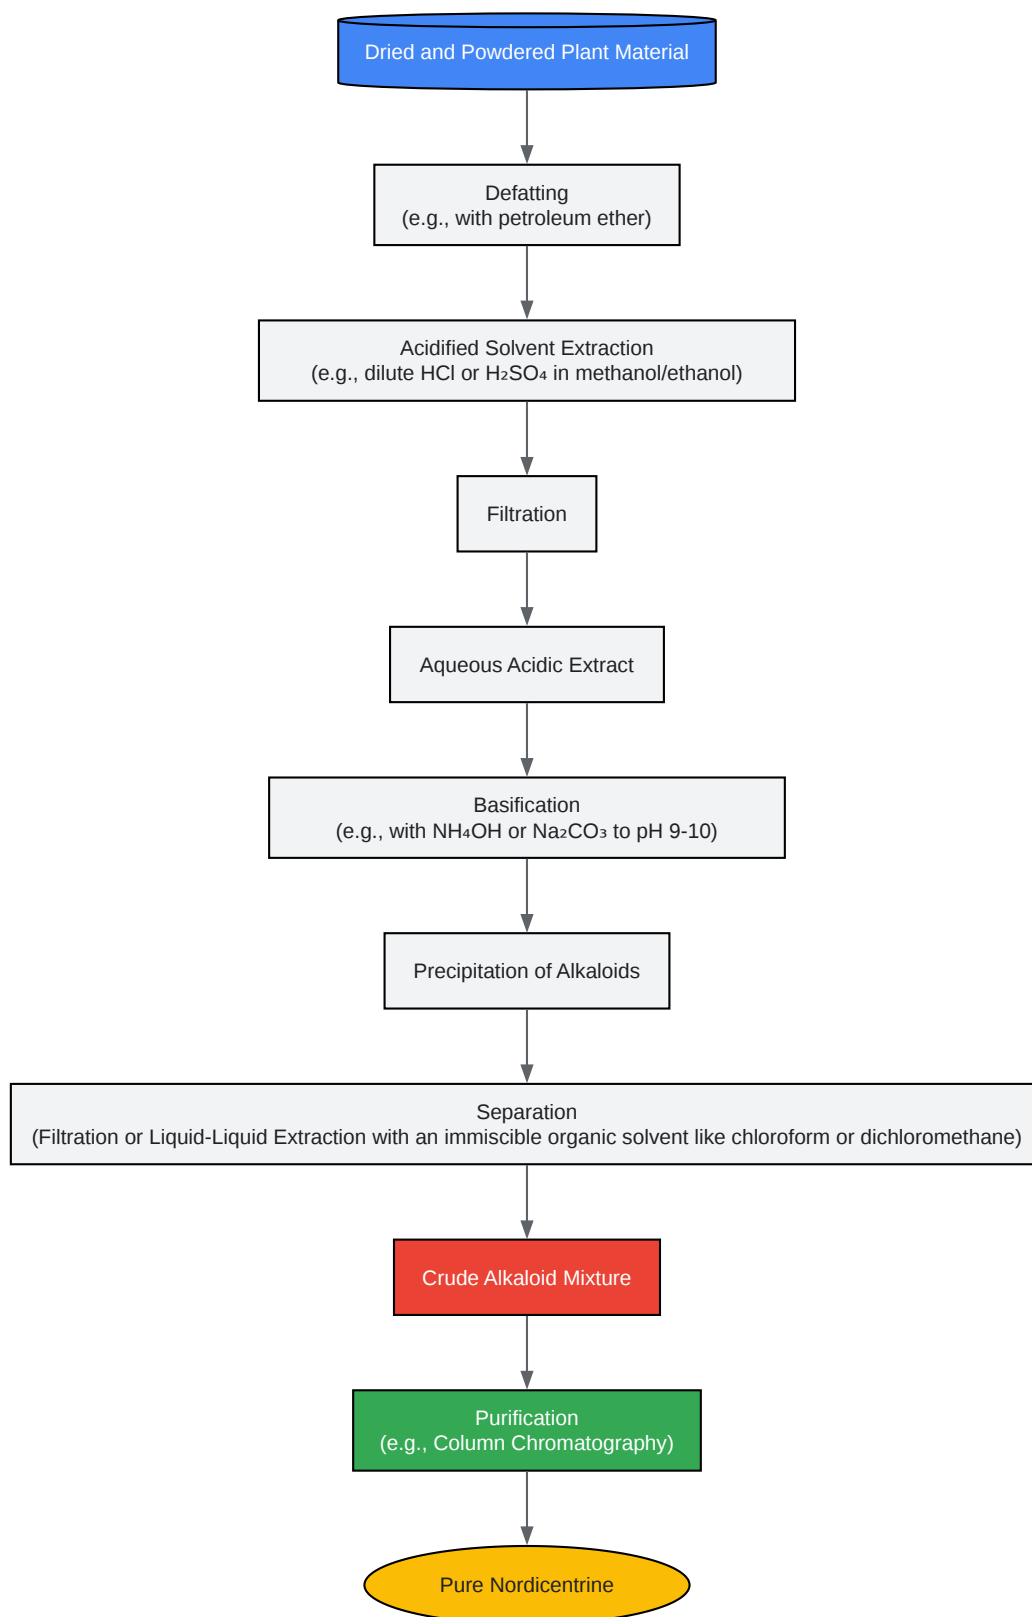 Dried and Powdered Plant Material
Defatting
(e.g., with petroleum ether)
Acidified Solvent Extraction
(e.g., dilute HCl or H₂SO₄ in methanol/ethanol)
Filtration
Aqueous Acidic Extract
Basification
(e.g., with NH₄OH or Na₂CO₃ to pH 9-10)
Precipitation of Alkaloids
Separation
(Filtration or Liquid-Liquid Extraction with an immiscible organic solvent like chloroform or dichloromethane)
Crude Alkaloid Mixture
Purification
(e.g., Column Chromatography)
Pure Nordicentrine